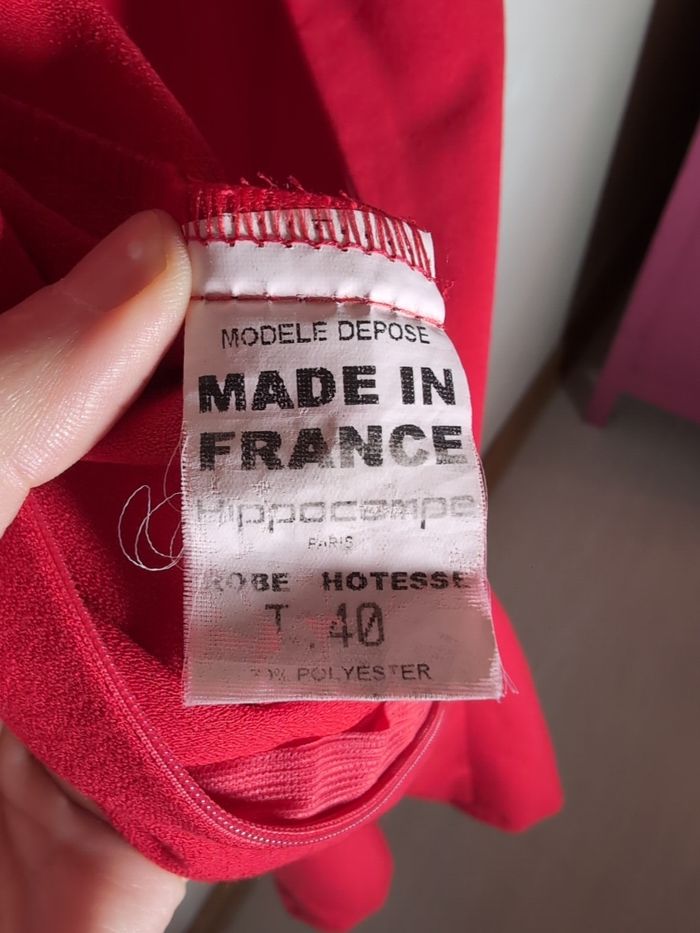 MODELE DEPOSE
MADE IN
FRANCE
Hippocampe
PARIS
ROBE HOTESSE
T.40
POLYESTER